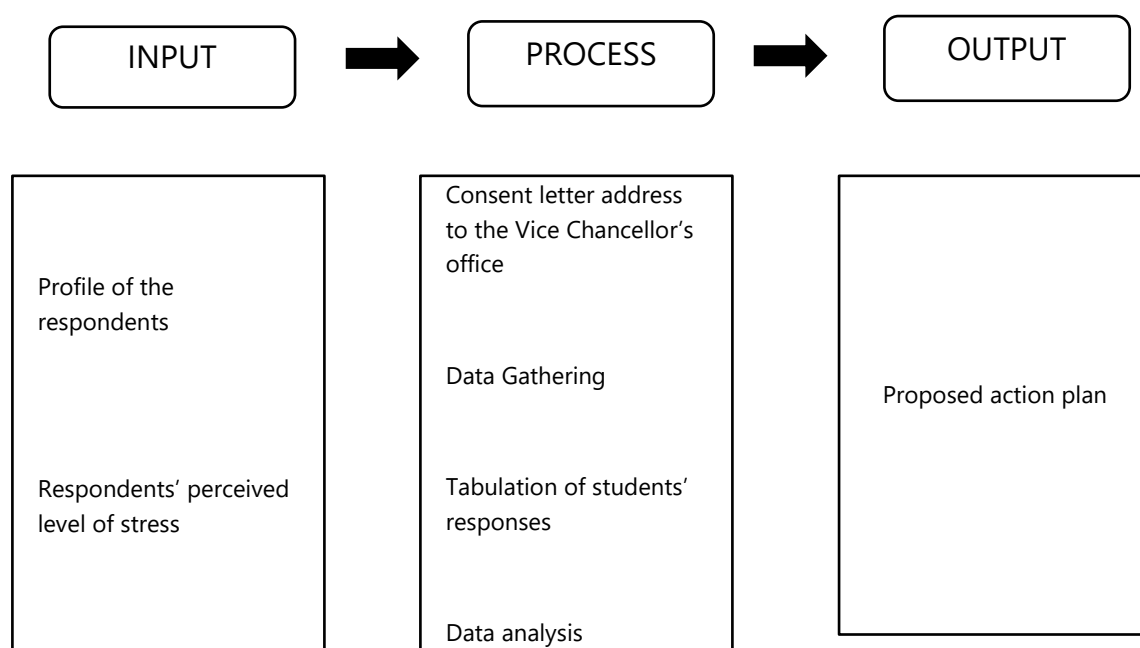 INPUT
PROCESS
OUTPUT
Profile of the
respondents
Respondents’ perceived
level of stress
Consent letter address
to the Vice Chancellor’s
office
Data Gathering
Tabulation of students’
responses
Data analysis
Proposed action plan